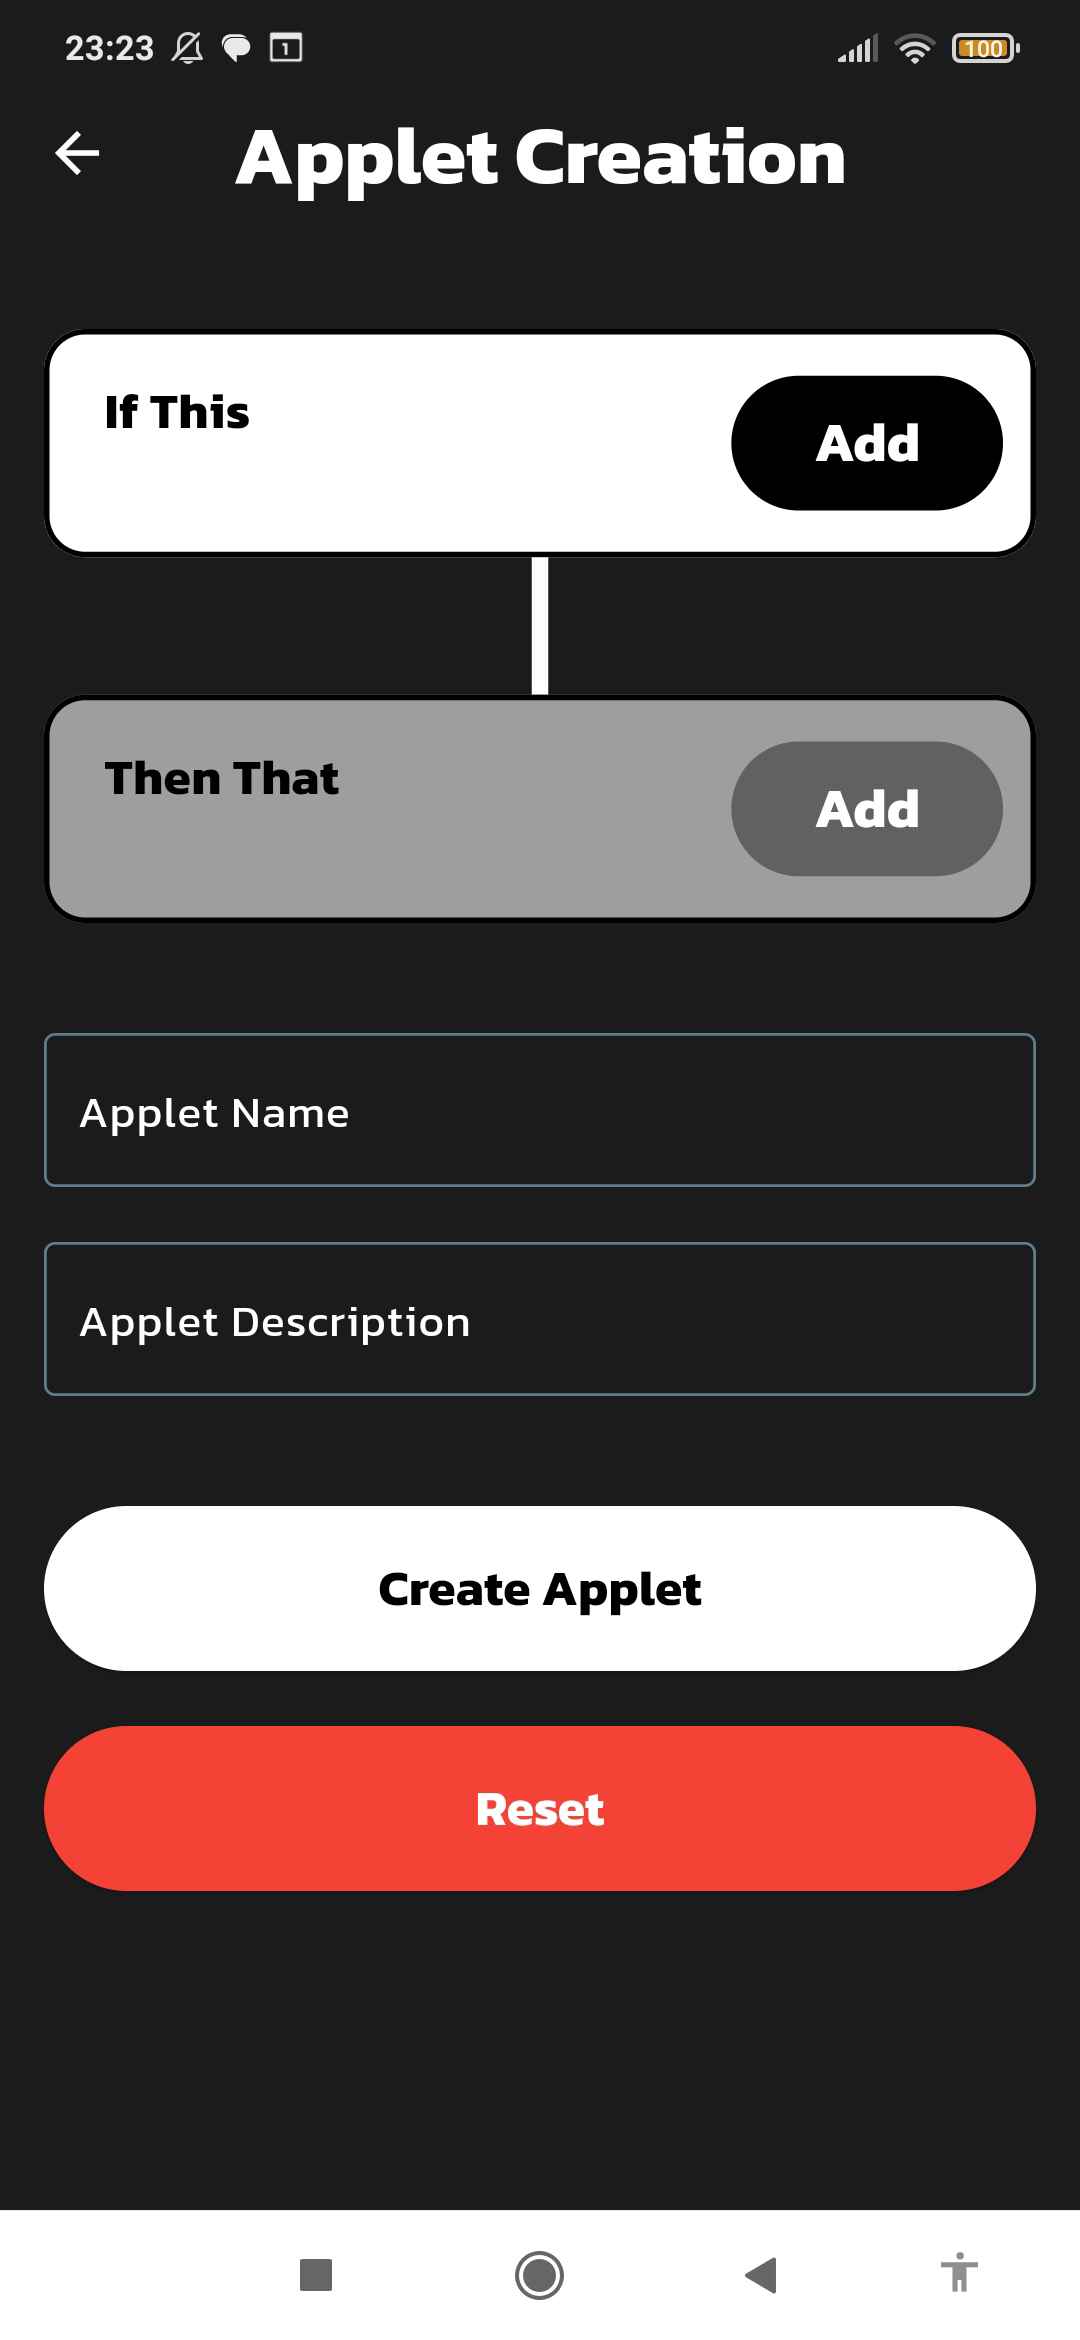 23:23
1
100
Applet Creation
If This
Add
Then That
Add
Applet Name
Applet Description
Create Applet
Reset